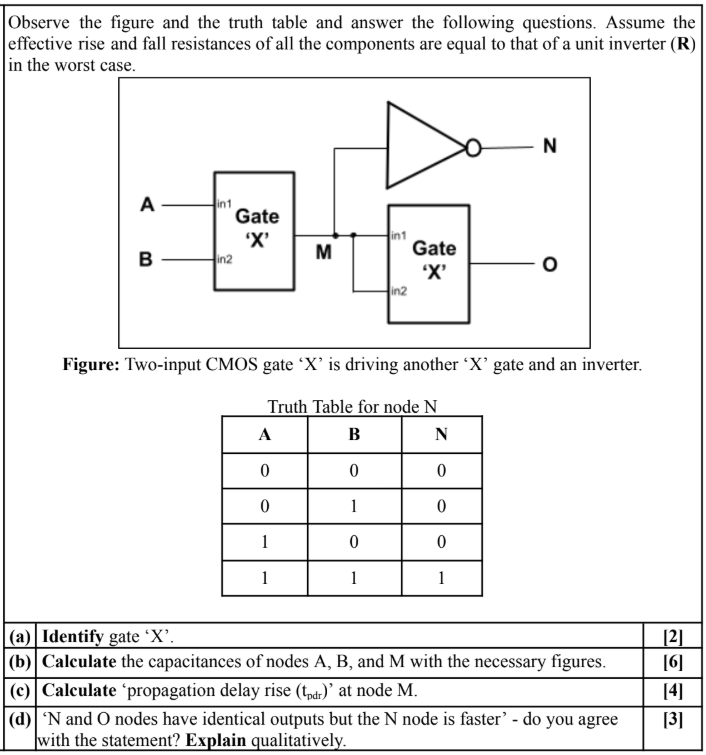 Observe the figure and the truth table and answer the following questions. Assume the
effective rise and fall resistances of all the components are equal to that of a unit inverter (R)
in the worst case.
N
A
in1
Gate
'X'
B
in2
M
in1
Gate
'X'
in2
O
Figure: Two-input CMOS gate 'X' is driving another 'X' gate and an inverter.
Truth Table for node N
A B N
0 0 0
0 1 0
1 0 0
1 1 1
(a) Identify gate 'X'. [2]
(b) Calculate the capacitances of nodes A, B, and M with the necessary figures. [6]
(c) Calculate 'propagation delay rise (tpdr)' at node M. [4]
(d) 'N and O nodes have identical outputs but the N node is faster' - do you agree [3]
with the statement? Explain qualitatively.